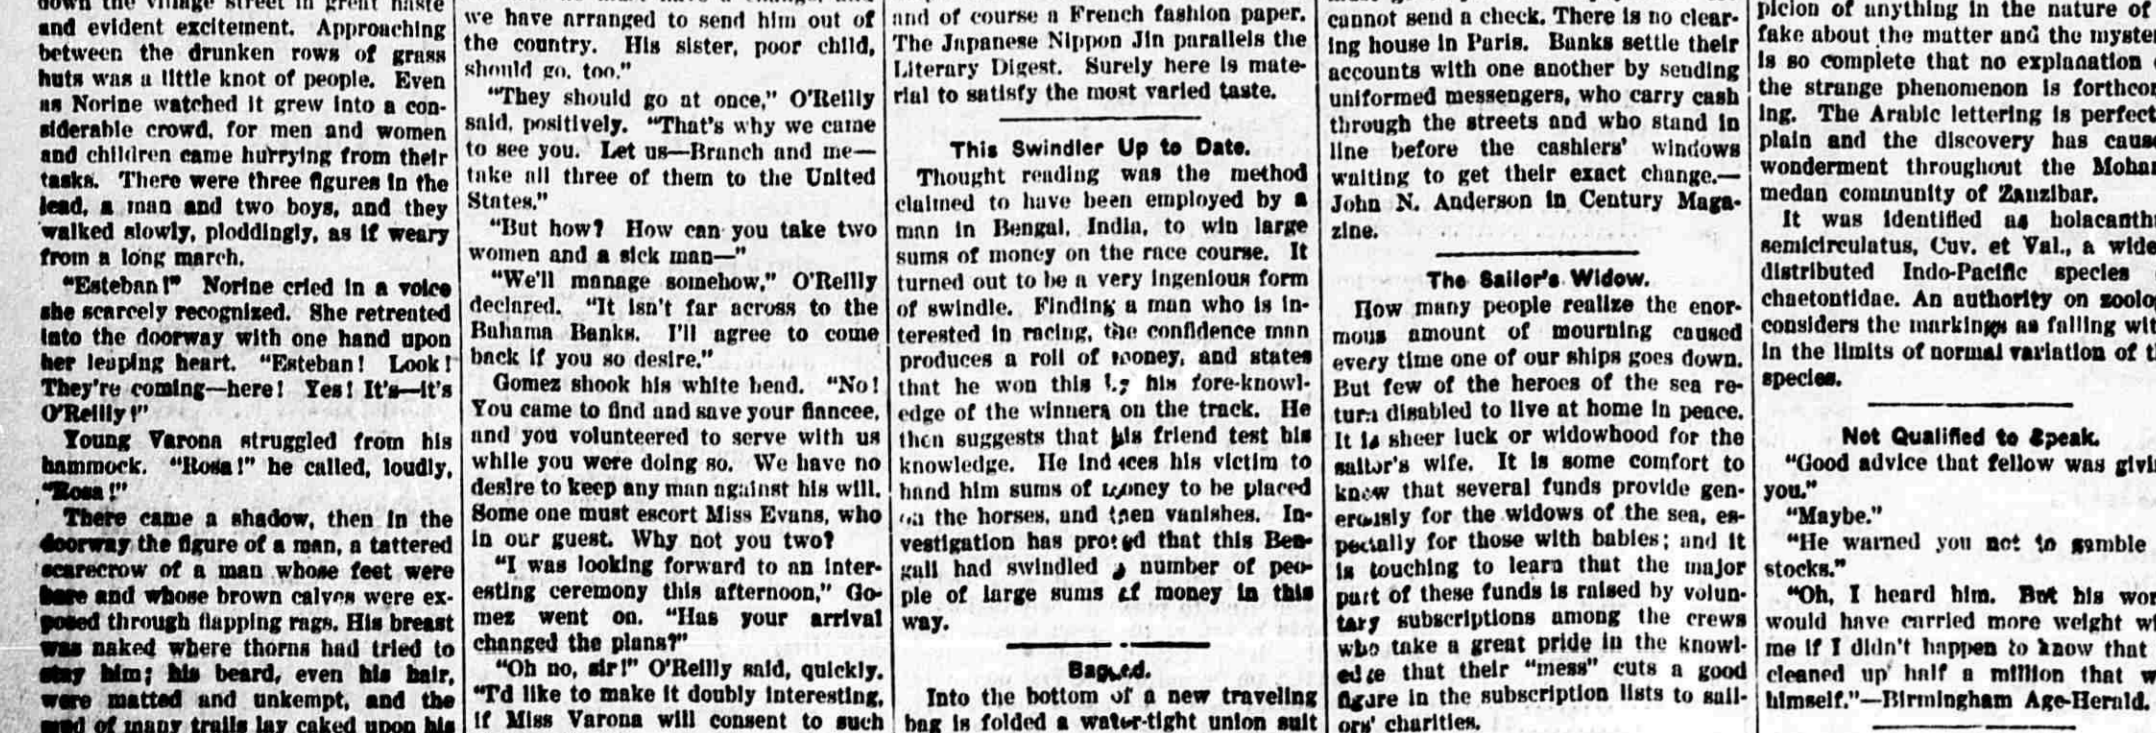 down the village street in great haste
and evident excitement. Approaching
between the drunken rows of grass
huts was a little knot of people. Even
as Norine watched it grew into a con-
siderable crowd, for men and women
and children came hurrying from their
tasks. There were three figures in the
lead, a man and two boys, and they
walked slowly, ploddingly, as if weary
from a long march.
"Esteban!" Norine cried in a voice
she scarcely recognized. She retreated
into the doorway with one hand upon
her leaping heart. "Esteban! Look!
They're coming—here! Yes! It's—it's
O'Reilly!"
Young Varona struggled from his
hammock. "Rosa!" he called, loudly,
"Rosa!"
There came a shadow, then in the
doorway the figure of a man, a tattered
scarecrow of a man whose feet were
bare and whose brown calves were ex-
posed through flapping rags. His breast
was naked where thorns had tried to
stay him; his beard, even his hair,
were matted and unkempt, and the
mud of many trails lay caked upon his
we have arranged to send him out of
the country. His sister, poor child,
should go, too."
"They should go at once," O'Reilly
said, positively. "That's why we came
to see you. Let us—Branch and me—
take all three of them to the United
States."
"But how? How can you take two
women and a sick man—"
"We'll manage somehow," O'Reilly
declared. "It isn't far across to the
Bahama Banks. I'll agree to come
back if you so desire."
Gomez shook his white head. "No!
You came to find and save your fiancee,
and you volunteered to serve with us
while you were doing so. We have no
desire to keep any man against his will.
Some one must escort Miss Evans, who
in our guest. Why not you two?
"I was looking forward to an inter-
esting ceremony this afternoon," Go-
mez went on. "Has your arrival
changed the plans?"
"Oh no, sir!" O'Reilly said, quickly.
"I'd like to make it doubly interesting,
if Miss Varona will consent to such
and of course a French fashion paper.
The Japanese Nippon Jin parallels the
Literary Digest. Surely here is mate-
rial to satisfy the most varied taste.
This Swindler Up to Date.
Thought reading was the method
claimed to have been employed by a
man in Bengal, India, to win large
sums of money on the race course. It
turned out to be a very ingenious form
of swindle. Finding a man who is in-
terested in racing, the confidence man
produces a roll of money, and states
that he won this by his fore-knowl-
edge of the winners on the track. He
then suggests that his friend test his
knowledge. He induces his victim to
hand him sums of money to be placed
on the horses, and then vanishes. In-
vestigation has proved that this Ben-
gali had swindled a number of peo-
ple of large sums of money in this
way.
Bagged.
Into the bottom of a new traveling
bag is folded a water-tight union suit
cannot send a check. There is no clear-
ing house in Paris. Banks settle their
accounts with one another by sending
uniformed messengers, who carry cash
through the streets and who stand in
line before the cashiers' windows
waiting to get their exact change.—
John N. Anderson in Century Maga-
zine.
The Sailor's Widow.
How many people realize the enor-
mous amount of mourning caused
every time one of our ships goes down.
But few of the heroes of the sea re-
turn disabled to live at home in peace.
It is sheer luck or widowhood for the
sailor's wife. It is some comfort to
know that several funds provide gen-
erously for the widows of the sea, es-
pecially for those with babies; and it
is touching to learn that the major
part of these funds is raised by volun-
tary subscriptions among the crews
who take a great pride in the knowl-
edge that their "mess" cuts a good
figure in the subscription lists to sail-
ors' charities.
picion of anything in the nature of
fake about the matter and the myste
is so complete that no explanation
the strange phenomenon is forthcom
ing. The Arabic lettering is perfect
plain and the discovery has caus
wonderment throughout the Moha
medan community of Zanzibar.
It was identified as holacanth
semicirculatus, Cuv. et Val., a wide
distributed Indo-Pacific species
chaetontidae. An authority on zoolo
considers the markings as falling wit
in the limits of normal variation of t
species.
Not Qualified to Speak.
"Good advice that fellow was givi
you."
"Maybe."
"He warned you not to gamble
stocks."
"Oh, I heard him. But his wor
would have carried more weight wi
me if I didn't happen to know that
cleaned up half a million that w
himself."—Birmingham Age-Herald.